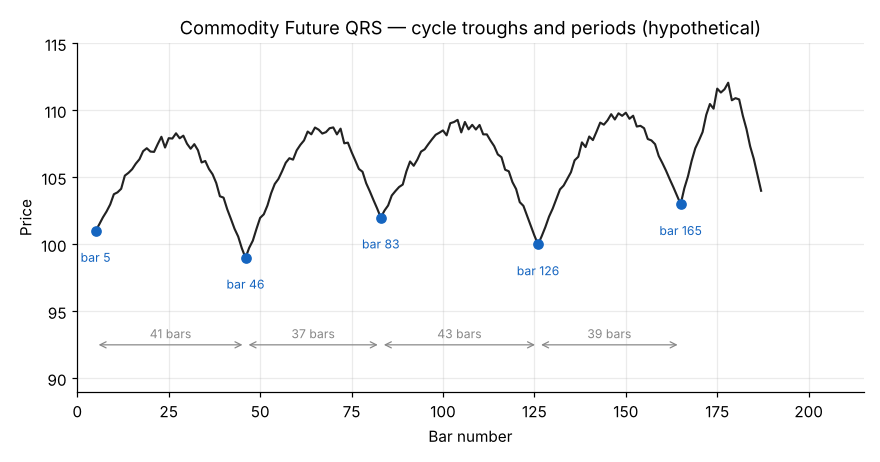 Commodity Future QRS — cycle troughs and periods (hypothetical)
115
110
105
100
95
90
Price
bar 5
bar 46
bar 83
bar 126
bar 165
41 bars
37 bars
43 bars
39 bars
0 25 50 75 100 125 150 175 200
Bar number